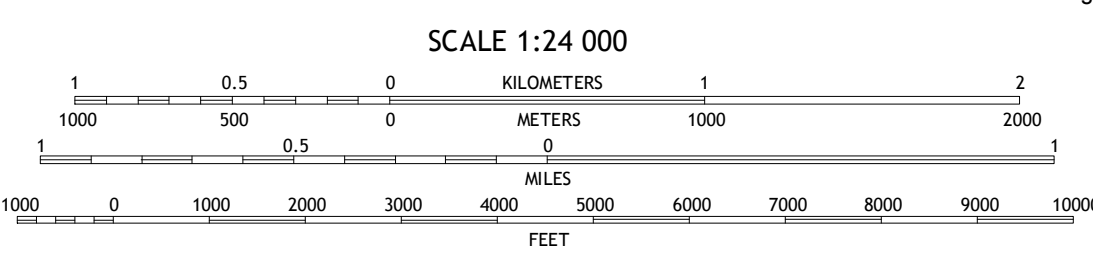 SCALE 1:24 000
1 0.5 0 KILOMETERS 1 2
1000 500 0 METERS 1000 2000
1 0.5 0 1
MILES
1000 0 1000 2000 3000 4000 5000 6000 7000 8000 9000 10000
FEET